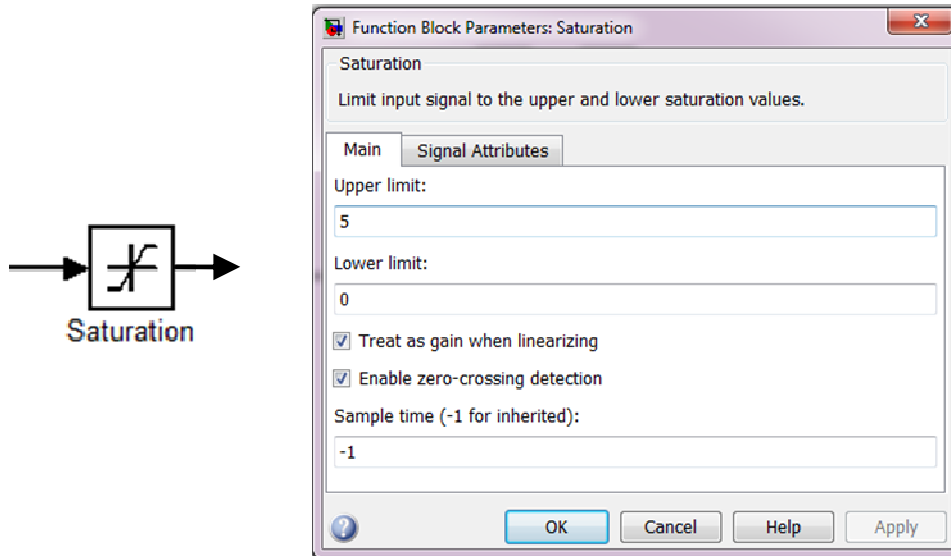 Function Block Parameters: Saturation
Saturation
Limit input signal to the upper and lower saturation values.
Main Signal Attributes
Upper limit:
5
Lower limit:
0
Treat as gain when linearizing
Enable zero-crossing detection
Sample time (-1 for inherited):
-1
OK Cancel Help Apply
Saturation